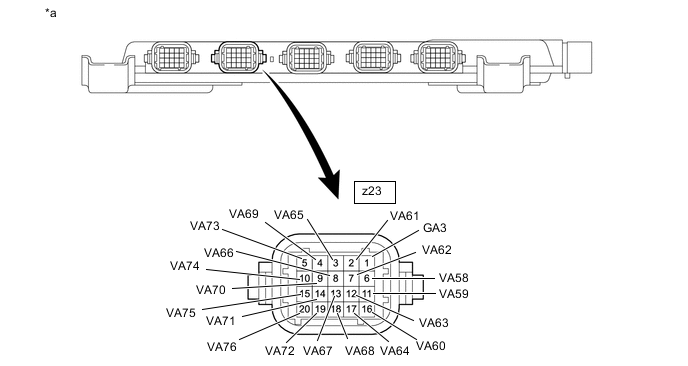 *a
z23
VA69 VA65 VA61
VA73 GA3
VA66 VA62
VA74 VA58
VA70 VA59
VA75 VA63
VA71
VA76 VA72 VA67 VA68 VA64 VA60
5 4 3 2 1
10 9 8 7 6
15 14 13 12 11
20 19 18 17 16